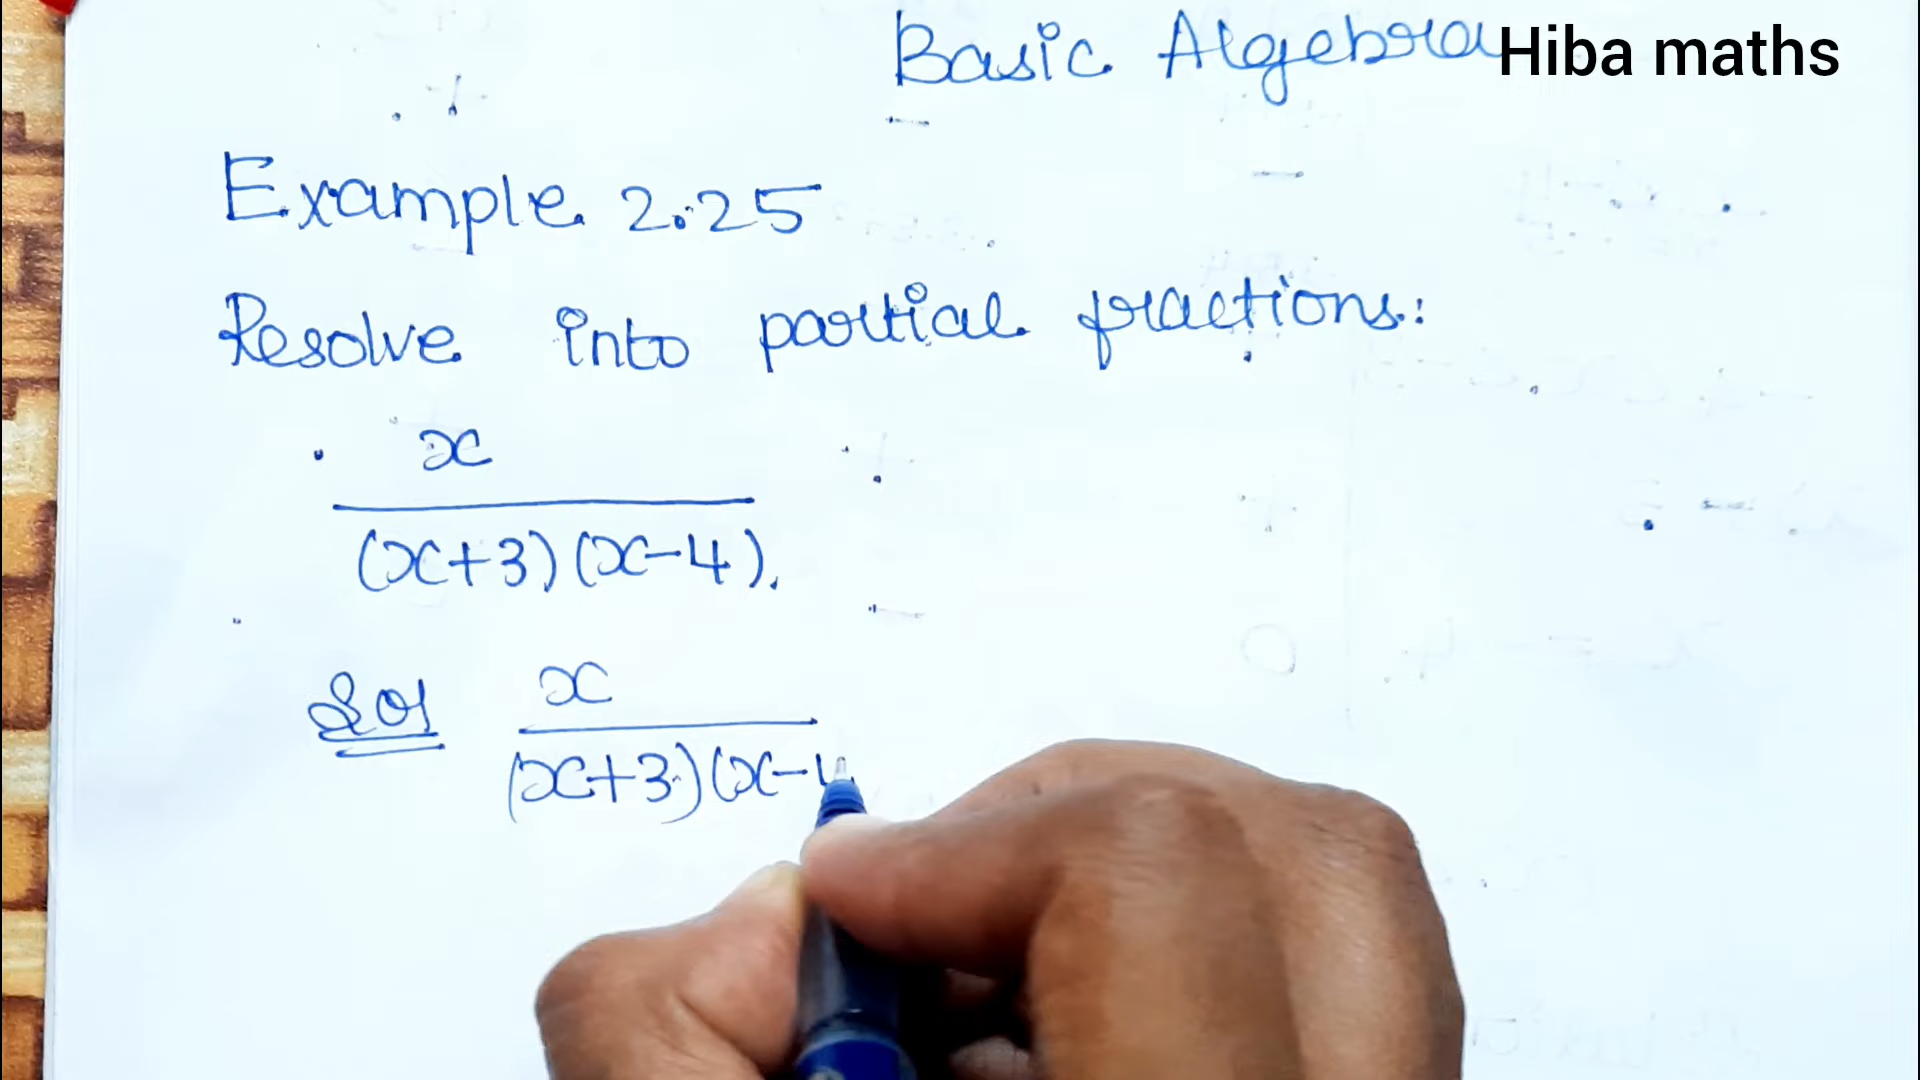 Basic Algebra Hiba maths
Example 2.25
Resolve into partial fractions:
x
(x+3)(x-4).
Sol x
(x+3)(x-4